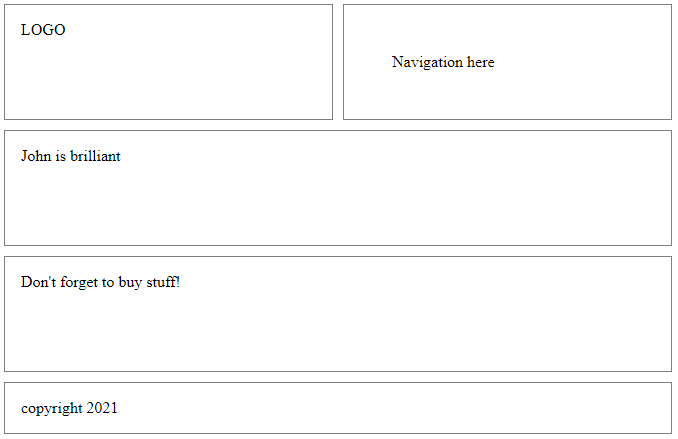 LOGO
Navigation here
John is brilliant
Don't forget to buy stuff!
copyright 2021